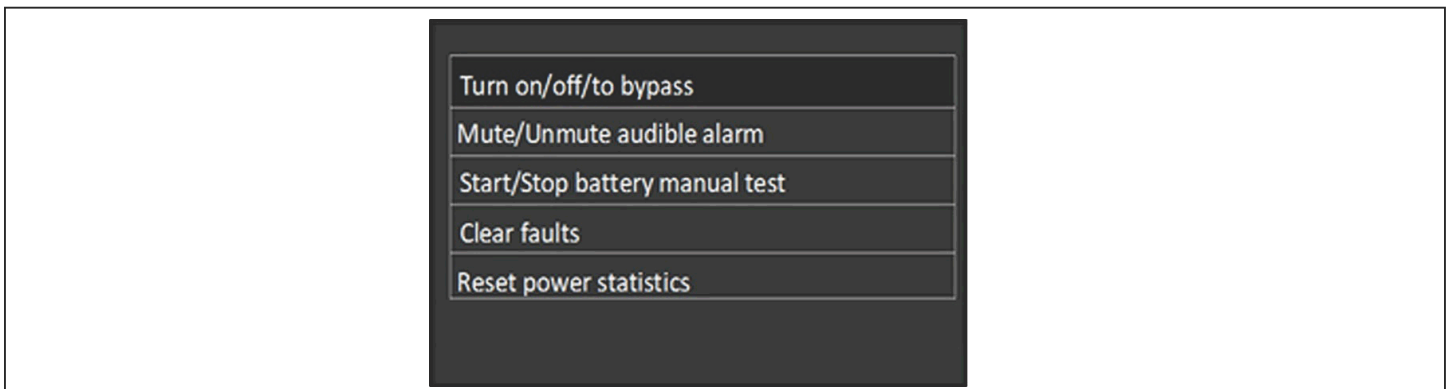 Turn on/off/to bypass
Mute/Unmute audible alarm
Start/Stop battery manual test
Clear faults
Reset power statistics